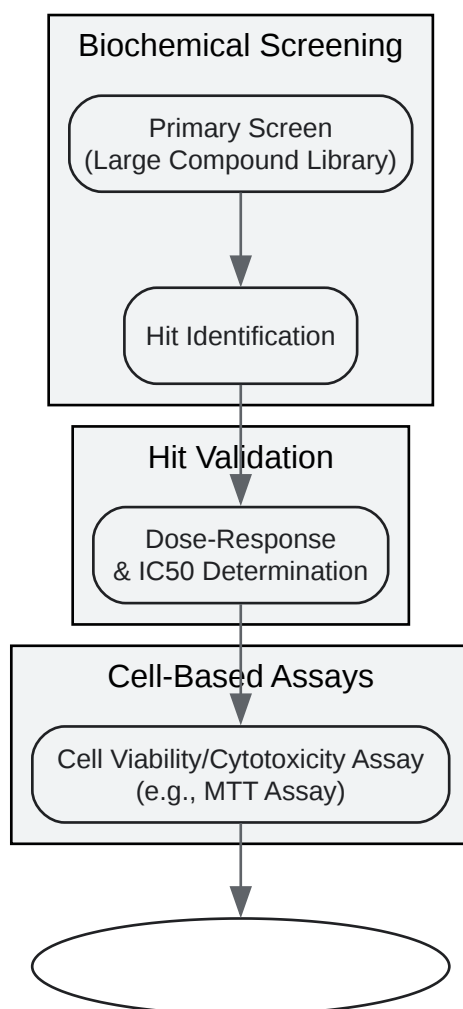 Biochemical Screening
Primary Screen
(Large Compound Library)
Hit Identification
Hit Validation
Dose-Response
& IC50 Determination
Cell-Based Assays
Cell Viability/Cytotoxicity Assay
(e.g., MTT Assay)